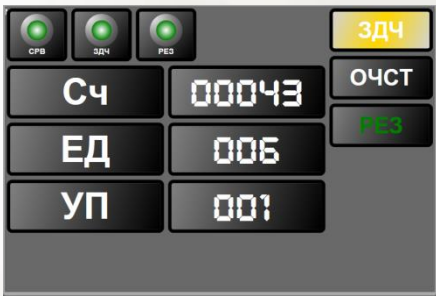 СРВ ЗДЧ РЕЗ
ЗДЧ
ОЧСТ
РЕЗ
Сч 00043
ЕД 006
УП 001